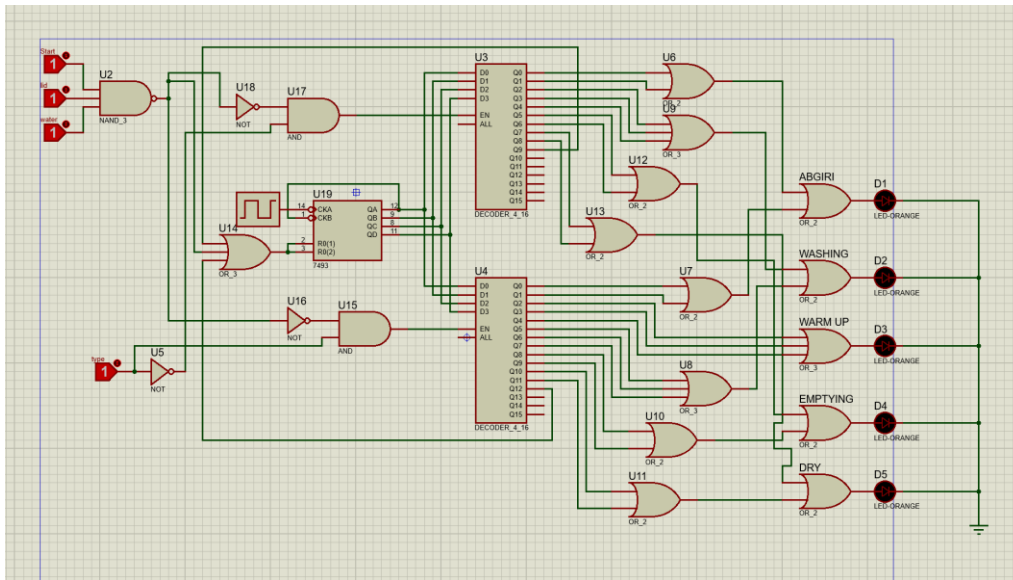 Start
1
U2
lid
1
water
1
NAND_3
U18
NOT
U17
AND
U3
D0
D1
D2
D3
EN
ALL
Q0
Q1
Q2
Q3
Q4
Q5
Q6
Q7
Q8
Q9
Q10
Q11
Q12
Q13
Q14
Q15
DECODER_4_16
U6
OR_2
U9
OR_3
U12
OR_2
U13
OR_2
U19
14
1
CKA
CKB
2
3
R0(1)
R0(2)
QA
QB
QC
QD
12
9
8
11
7493
U14
OR_3
U16
NOT
U15
AND
type
1
U5
NOT
U4
D0
D1
D2
D3
EN
ALL
Q0
Q1
Q2
Q3
Q4
Q5
Q6
Q7
Q8
Q9
Q10
Q11
Q12
Q13
Q14
Q15
DECODER_4_16
U7
OR_2
U8
OR_3
U10
OR_2
U11
OR_2
ABGIRI
OR_2
D1
LED-ORANGE
WASHING
OR_2
D2
LED-ORANGE
WARM UP
OR_3
D3
LED-ORANGE
EMPTYING
OR_2
D4
LED-ORANGE
DRY
OR_2
D5
LED-ORANGE